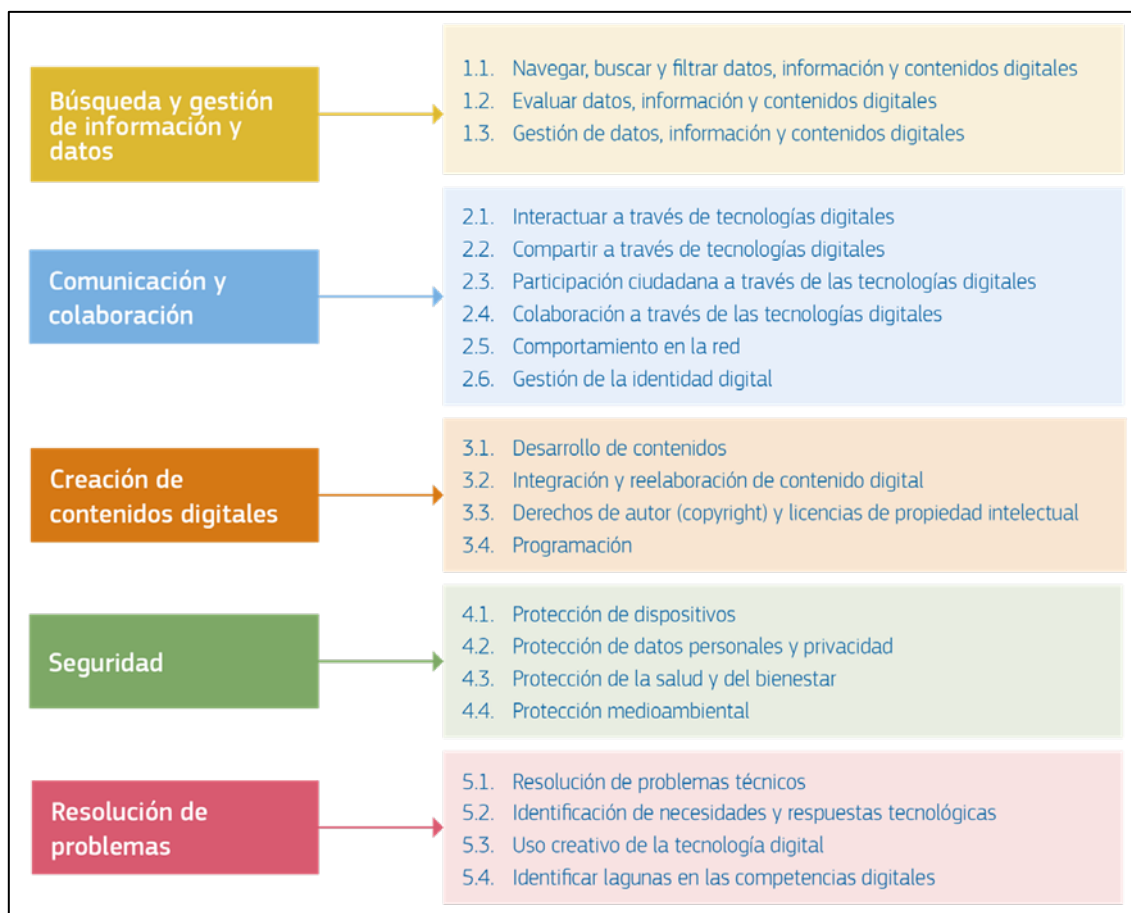 Búsqueda y gestión
de información y
datos
1.1. Navegar, buscar y filtrar datos, información y contenidos digitales
1.2. Evaluar datos, información y contenidos digitales
1.3. Gestión de datos, información y contenidos digitales
Comunicación y
colaboración
2.1. Interactuar a través de tecnologías digitales
2.2. Compartir a través de tecnologías digitales
2.3. Participación ciudadana a través de las tecnologías digitales
2.4. Colaboración a través de las tecnologías digitales
2.5. Comportamiento en la red
2.6. Gestión de la identidad digital
Creación de
contenidos digitales
3.1. Desarrollo de contenidos
3.2. Integración y reelaboración de contenido digital
3.3. Derechos de autor (copyright) y licencias de propiedad intelectual
3.4. Programación
Seguridad
4.1. Protección de dispositivos
4.2. Protección de datos personales y privacidad
4.3. Protección de la salud y del bienestar
4.4. Protección medioambiental
Resolución de
problemas
5.1. Resolución de problemas técnicos
5.2. Identificación de necesidades y respuestas tecnológicas
5.3. Uso creativo de la tecnología digital
5.4. Identificar lagunas en las competencias digitales